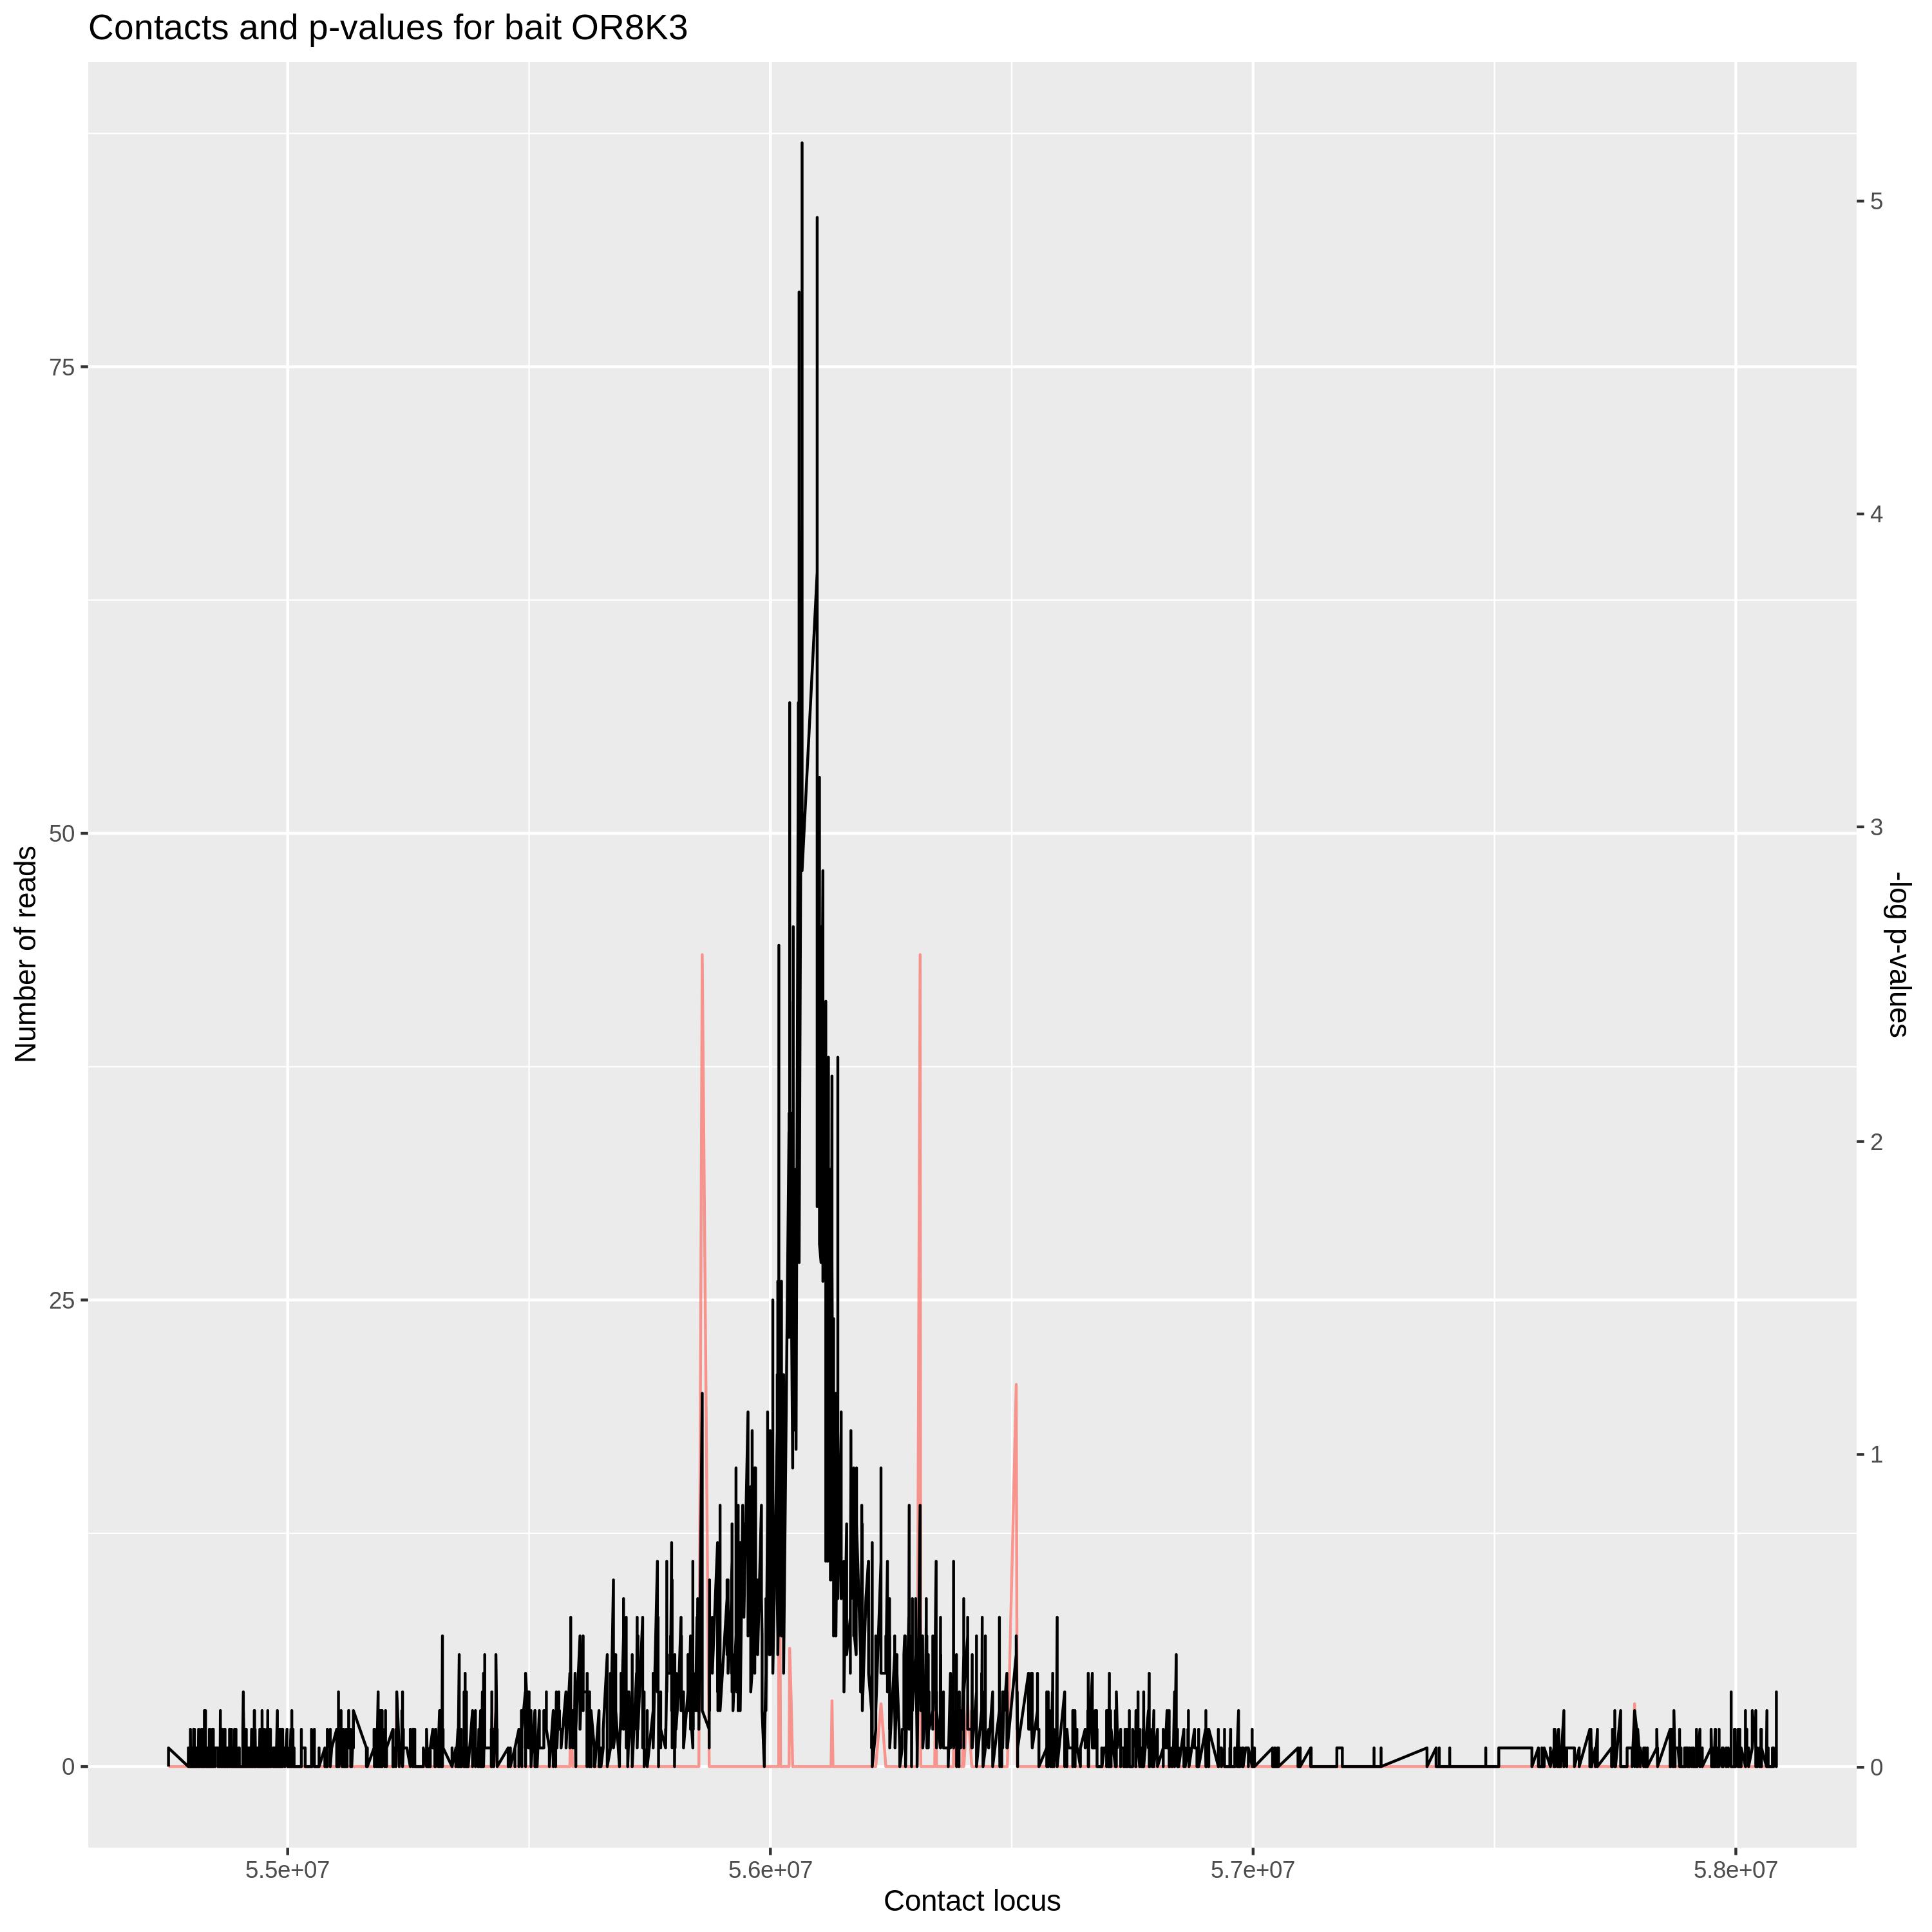 Contacts and p-values for bait OR8K3
75
50
25
0
Number of reads
5
4
3
2
1
0
-log p-values
5.5e+07 5.6e+07 5.7e+07 5.8e+07
Contact locus